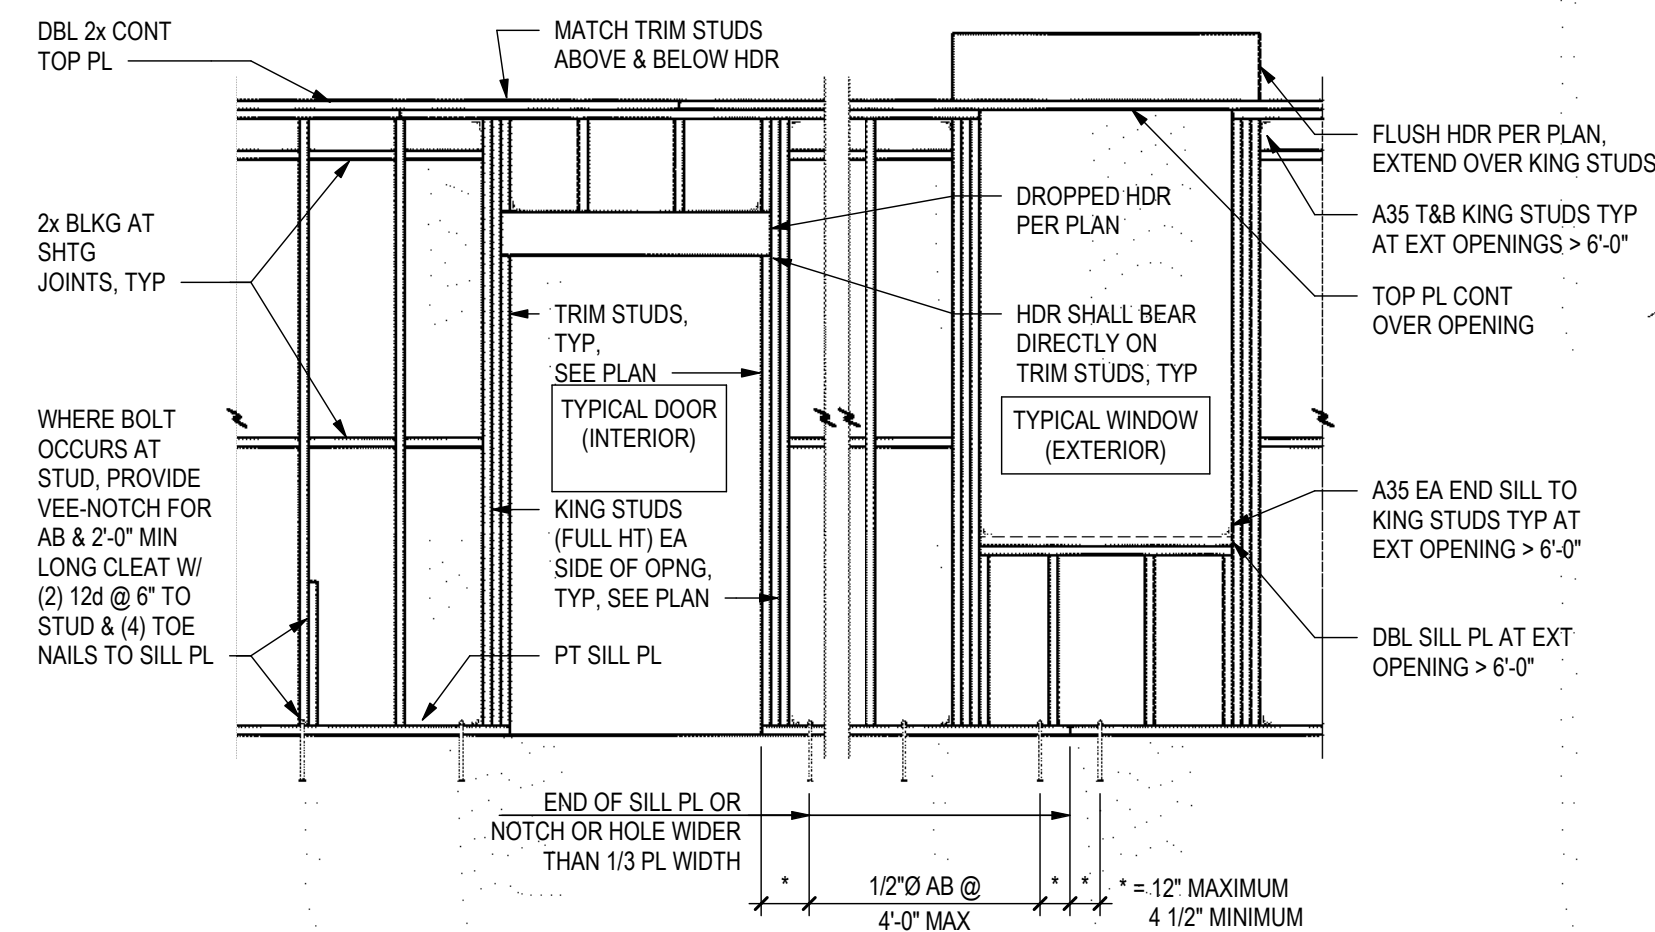 DBL 2x CONT
TOP PL
MATCH TRIM STUDS
ABOVE & BELOW HDR
FLUSH HDR PER PLAN,
EXTEND OVER KING STUDS
2x BLKG AT
SHTG
JOINTS, TYP
DROPPED HDR
PER PLAN
A35 T&B KING STUDS TYP
AT EXT OPENINGS > 6'-0"
TRIM STUDS,
TYP,
SEE PLAN
HDR SHALL BEAR
DIRECTLY ON
TRIM STUDS, TYP
TOP PL CONT
OVER OPENING
TYPICAL DOOR
(INTERIOR)
TYPICAL WINDOW
(EXTERIOR)
WHERE BOLT
OCCURS AT
STUD, PROVIDE
VEE-NOTCH FOR
AB & 2'-0" MIN
LONG CLEAT W/
(2) 12d @ 6" TO
STUD & (4) TOE
NAILS TO SILL PL
KING STUDS
(FULL HT) EA
SIDE OF OPNG,
TYP, SEE PLAN
A35 EA END SILL TO
KING STUDS TYP AT
EXT OPENING > 6'-0"
PT SILL PL
DBL SILL PL AT EXT
OPENING > 6'-0"
END OF SILL PL OR
NOTCH OR HOLE WIDER
THAN 1/3 PL WIDTH
*
1/2"Ø AB @
4'-0" MAX
*
*
* = 12" MAXIMUM
4 1/2" MINIMUM